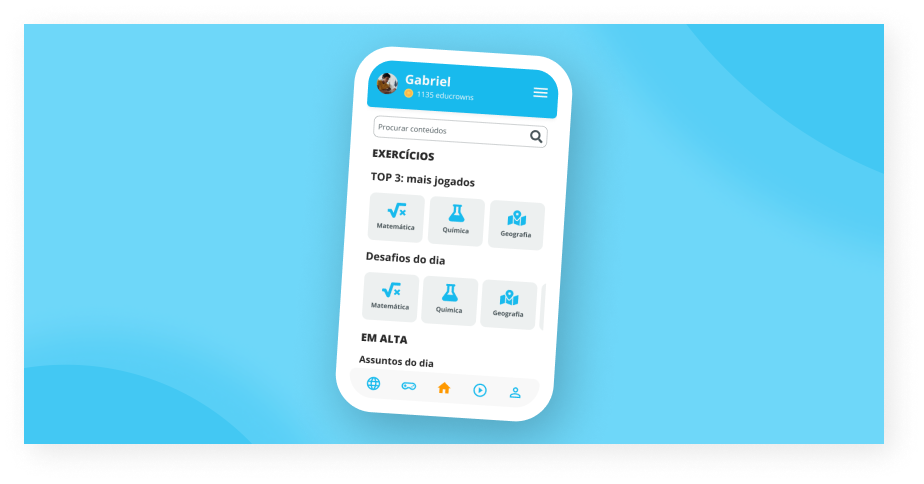 Gabriel
1135 educrowns
Procurar conteúdos
EXERCÍCIOS
TOP 3: mais jogados
Matemática
Química
Geografia
Desafios do dia
Matemática
Química
Geografia
EM ALTA
Assuntos do dia